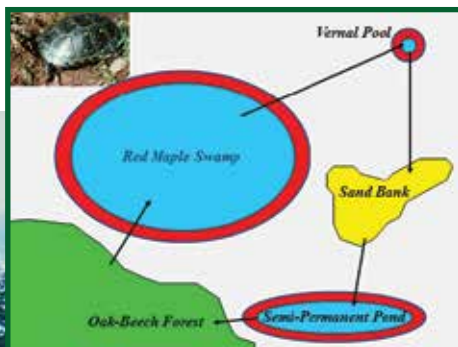 Vernal Pool
Red Maple Swamp
Sand Bank
Oak-Beech Forest
Semi-Permanent Pond